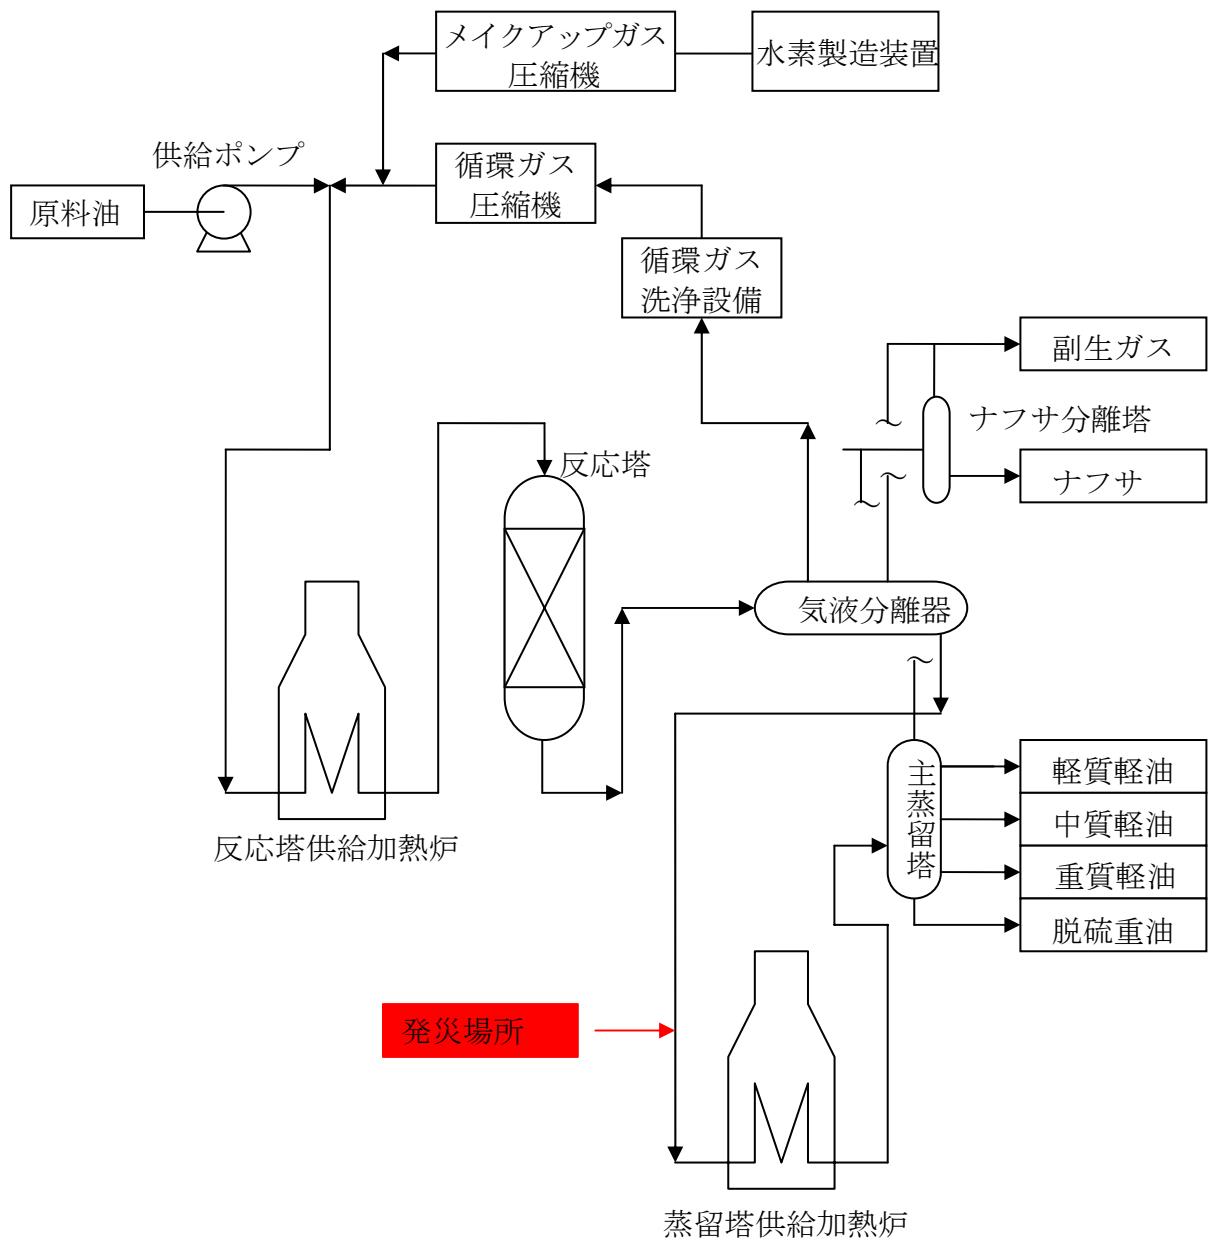 メイクアップガス
圧縮機
水素製造装置
供給ポンプ
循環ガス
圧縮機
原料油
循環ガス
洗浄設備
副生ガス
ナフサ分離塔
反応塔
ナフサ
気液分離器
主蒸留塔
軽質軽油
中質軽油
重質軽油
脱硫重油
反応塔供給加熱炉
発災場所
蒸留塔供給加熱炉